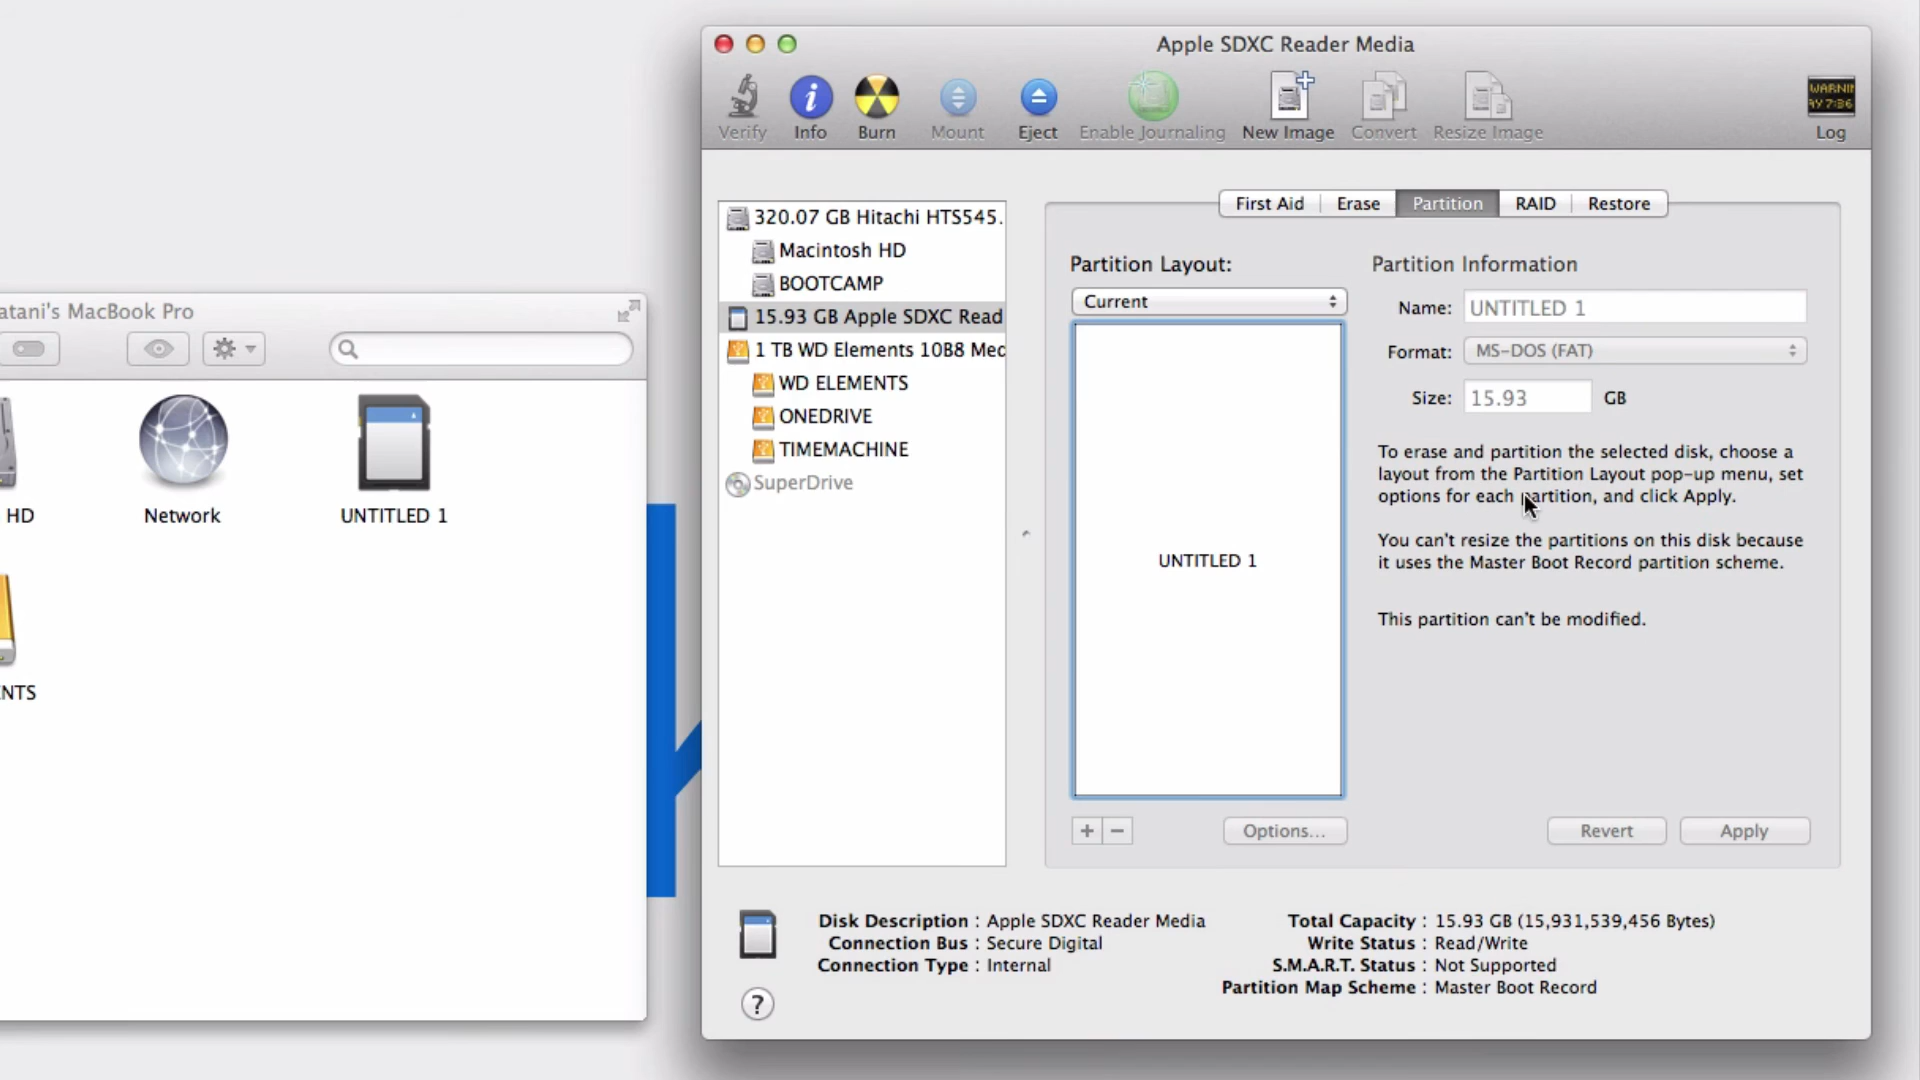 Apple SDXC Reader Media
Verify
Info
Burn
Mount
Eject
Enable Journaling
New Image
Convert
Resize Image
WARNIN
AY 7:36
Log
320.07 GB Hitachi HTS545.
Macintosh HD
BOOTCAMP
15.93 GB Apple SDXC Read
1 TB WD Elements 10B8 Med
WD ELEMENTS
ONEDRIVE
TIMEMACHINE
SuperDrive
First Aid
Erase
Partition
RAID
Restore
Partition Layout:
Current
UNTITLED 1
Options...
Partition Information
Name: UNTITLED 1
Format: MS-DOS (FAT)
Size: 15.93 GB
To erase and partition the selected disk, choose a
layout from the Partition Layout pop-up menu, set
options for each partition, and click Apply.
You can't resize the partitions on this disk because
it uses the Master Boot Record partition scheme.
This partition can't be modified.
Revert
Apply
Disk Description : Apple SDXC Reader Media
Connection Bus : Secure Digital
Connection Type : Internal
Total Capacity : 15.93 GB (15,931,539,456 Bytes)
Write Status : Read/Write
S.M.A.R.T. Status : Not Supported
Partition Map Scheme : Master Boot Record
?
atani's MacBook Pro
HD
Network
UNTITLED 1
NTS